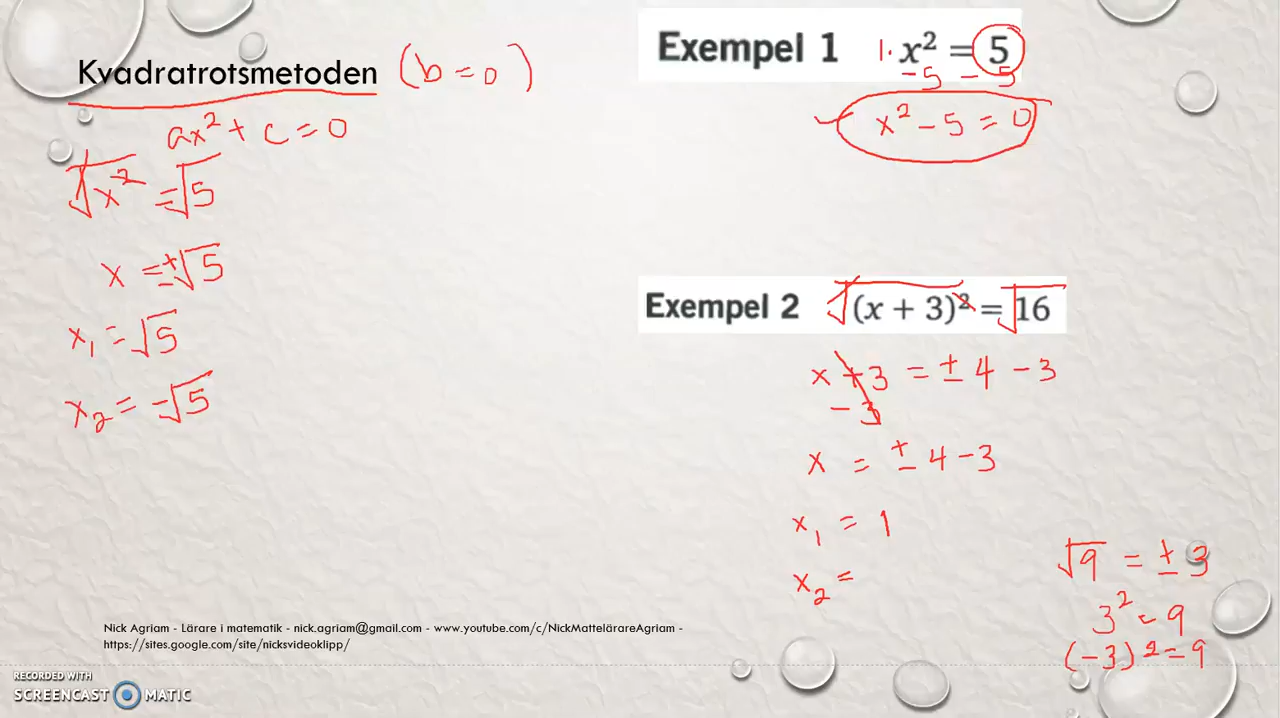 Kvadratrotsmetoden (b = 0)
ax² + c = 0
√x² = √5
x = ±√5
x₁ = √5
x₂ = -√5
Exempel 1 1· x² = 5
-5 -5
x² - 5 = 0
Exempel 2 √(x + 3)² = √16
x + 3 = ± 4 - 3
- 3
x = ± 4 - 3
x₁ = 1
x₂ =
√9 = ± 3
3² = 9
(-3)² = 9
Nick Agriam - Lärare i matematik - nick.agriam@gmail.com - www.youtube.com/c/NickMattelärareAgriam -
https://sites.google.com/site/nicksvideoklipp/
RECORDED WITH
SCREENCAST MATIC